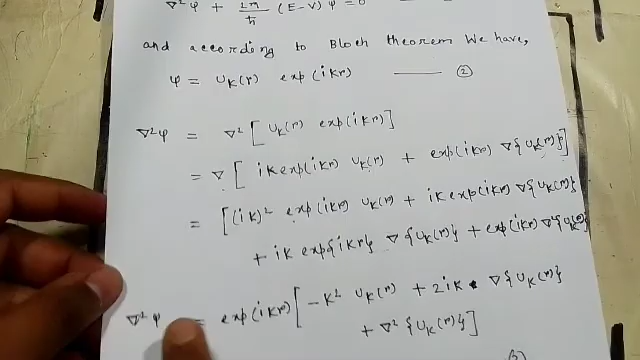 ∇²ψ + 2m/ħ (E-V) ψ = 0
and according to Bloch theorem We have,
ψ = U_K(r) exp(iKr) —— ②
∇²ψ = ∇² [ U_K(r) exp(iKr) ]
= ∇ [ iK exp(iKr) U_K(r) + exp(iKr) ∇{U_K(r)} ]
= [ (iK)² exp(iKr) U_K(r) + iK exp(iKr) ∇{U_K(r)}
+ iK exp{iKr} ∇{U_K(r)} + exp(iKr) ∇²{U_K(r)}
∇²ψ = exp(iKr) [ -K² U_K(r) + 2iK • ∇{U_K(r)}
+ ∇²{U_K(r)} ]